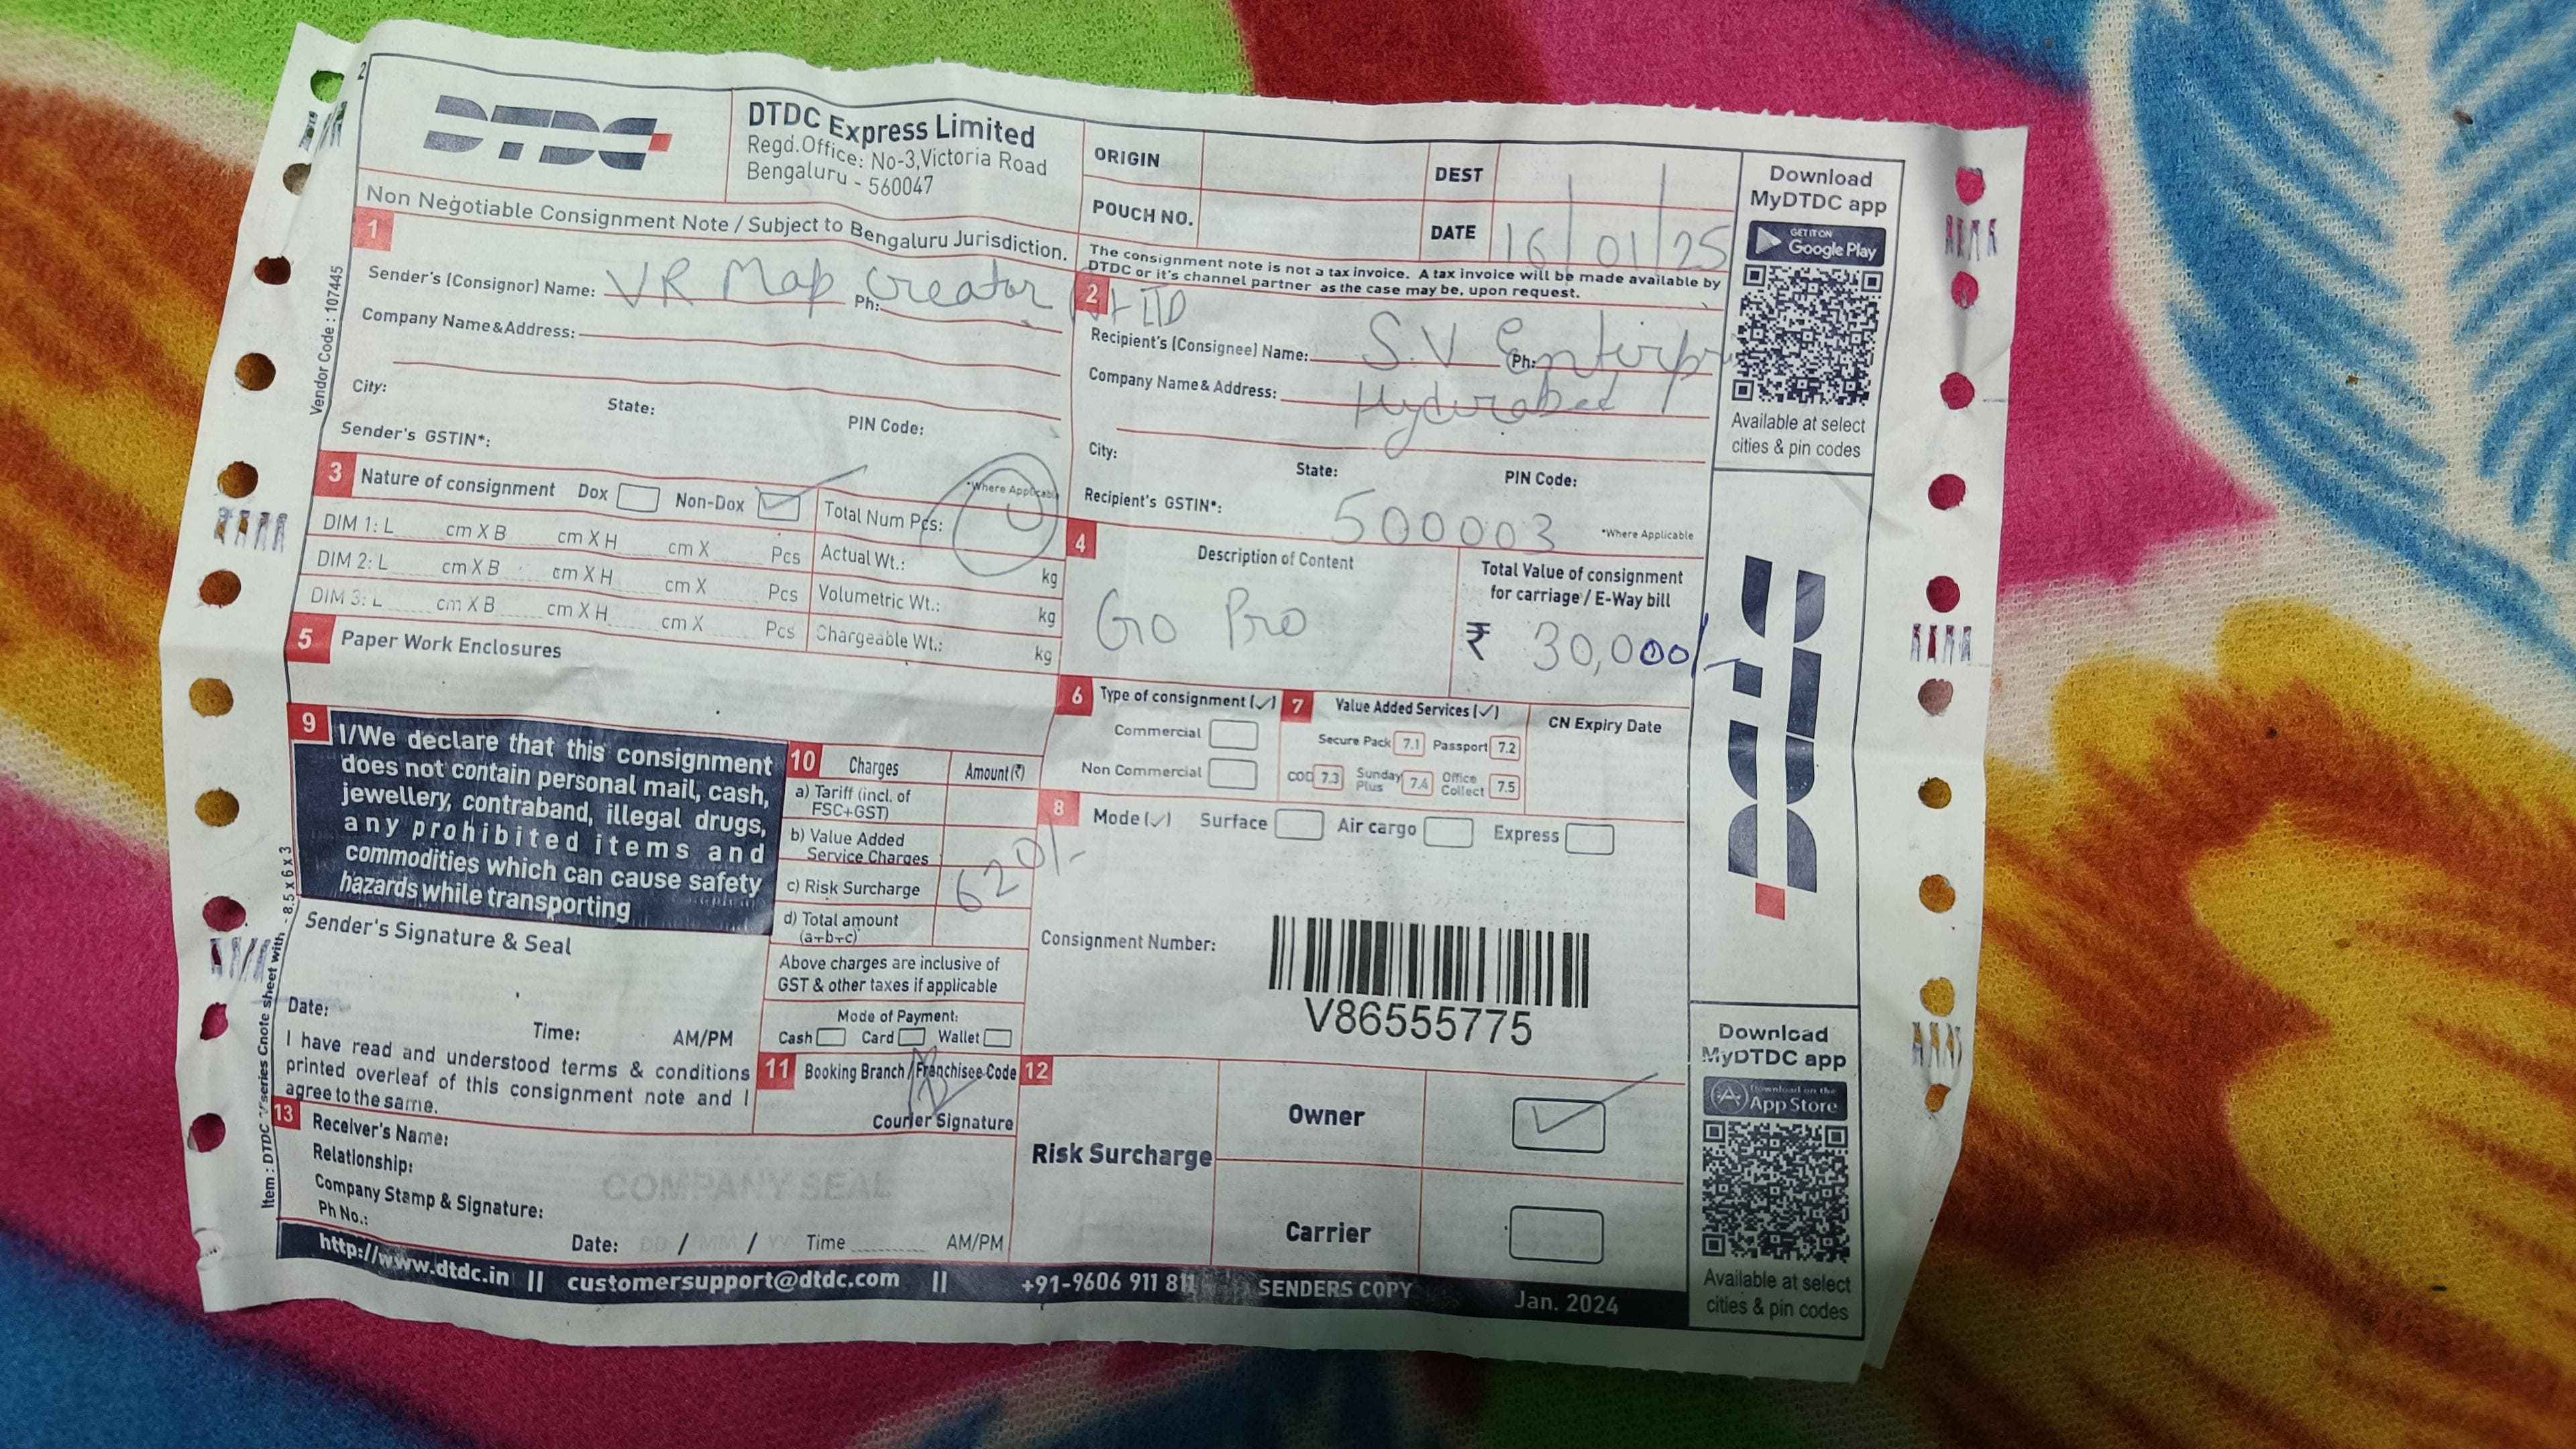 2
DTDC
DTDC Express Limited
Regd.Office: No-3,Victoria Road
Bengaluru - 560047
ORIGIN
DEST
POUCH NO.
DATE 16/01/25
Non Negotiable Consignment Note / Subject to Bengaluru Jurisdiction.
The consignment note is not a tax invoice. A tax invoice will be made available by
DTDC or it's channel partner as the case may be, upon request.
Vendor Code : 107445
1
Sender's (Consignor) Name: VR Map Creator LTD
Ph:
Company Name & Address:
City:
State:
PIN Code:
Sender's GSTIN*:
*Where Applicable
2
Recipient's (Consignee) Name: S.V Enterpr
Ph:
Company Name & Address: Hyderabad
City:
State:
PIN Code:
Recipient's GSTIN*: 500003
*Where Applicable
3 Nature of consignment Dox Non-Dox
Total Num Pcs:
DIM 1: L cm X B cm X H cm X Pcs Actual Wt.: kg
DIM 2: L cm X B cm X H cm X Pcs Volumetric Wt.: kg
DIM 3: L cm X B cm X H cm X Pcs Chargeable Wt.: kg
4 Description of Content
Go Pro
Total Value of consignment
for carriage / E-Way bill
₹ 30,000/-
5 Paper Work Enclosures
6 Type of consignment (✓)
Commercial
Non Commercial
7 Value Added Services (✓)
Secure Pack 7.1 Passport 7.2
COD 7.3 Sunday Plus 7.4 Office Collect 7.5
CN Expiry Date
8 Mode (✓) Surface Air cargo Express
Consignment Number:
V86555775
9 I/We declare that this consignment
does not contain personal mail, cash,
jewellery, contraband, illegal drugs,
any prohibited items and
commodities which can cause safety
hazards while transporting
Sender's Signature & Seal
Date:
Time: AM/PM
I have read and understood terms & conditions
printed overleaf of this consignment note and I
agree to the same.
10 Charges Amount (₹)
a) Tariff (incl. of
FSC+GST)
b) Value Added
Service Charges
c) Risk Surcharge
620/-
d) Total amount
(a+b+c)
Above charges are inclusive of
GST & other taxes if applicable
Mode of Payment:
Cash Card Wallet
11 Booking Branch / Franchisee Code
Courier Signature
12
Risk Surcharge
Owner
Carrier
13
Receiver's Name:
Relationship:
Company Stamp & Signature:
COMPANY SEAL
Ph No.:
Date: DD / MM / YY Time AM/PM
http://www.dtdc.in || customersupport@dtdc.com || +91-9606 911 811 SENDERS COPY Jan. 2024
Item : DTDC V series Cnote sheet with - 8.5 x 6 x 3
Download
MyDTDC app
GET IT ON
Google Play
Available at select
cities & pin codes
DTDC
Download
MyDTDC app
Download on the
App Store
Available at select
cities & pin codes